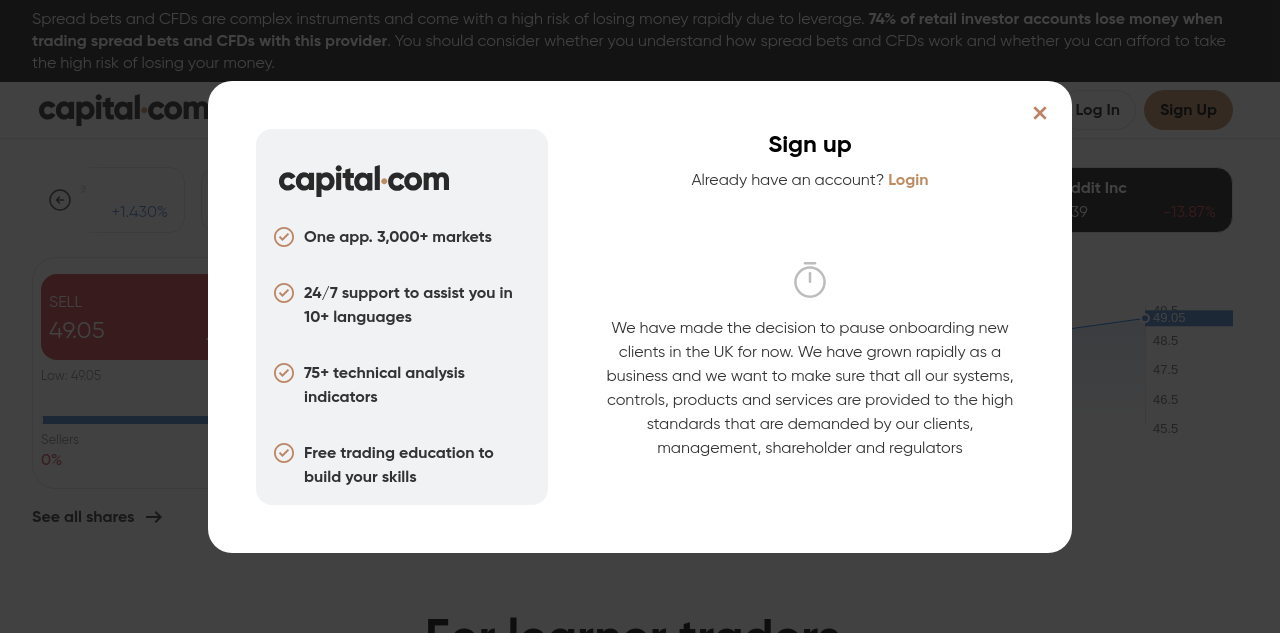 Spread bets and CFDs are complex instruments and come with a high risk of losing money rapidly due to leverage. 74% of retail investor accounts lose money when
trading spread bets and CFDs with this provider. You should consider whether you understand how spread bets and CFDs work and whether you can afford to take
the high risk of losing your money.
capital.com
Log In
Sign Up
+1.430%
ddit Inc
39
-13.87%
SELL
49.05
Low: 49.05
Sellers
0%
See all shares
capital.com
One app. 3,000+ markets
24/7 support to assist you in
10+ languages
75+ technical analysis
indicators
Free trading education to
build your skills
Sign up
Already have an account? Login
We have made the decision to pause onboarding new
clients in the UK for now. We have grown rapidly as a
business and we want to make sure that all our systems,
controls, products and services are provided to the high
standards that are demanded by our clients,
management, shareholder and regulators
49.05
48.5
47.5
46.5
45.5
For learner traders